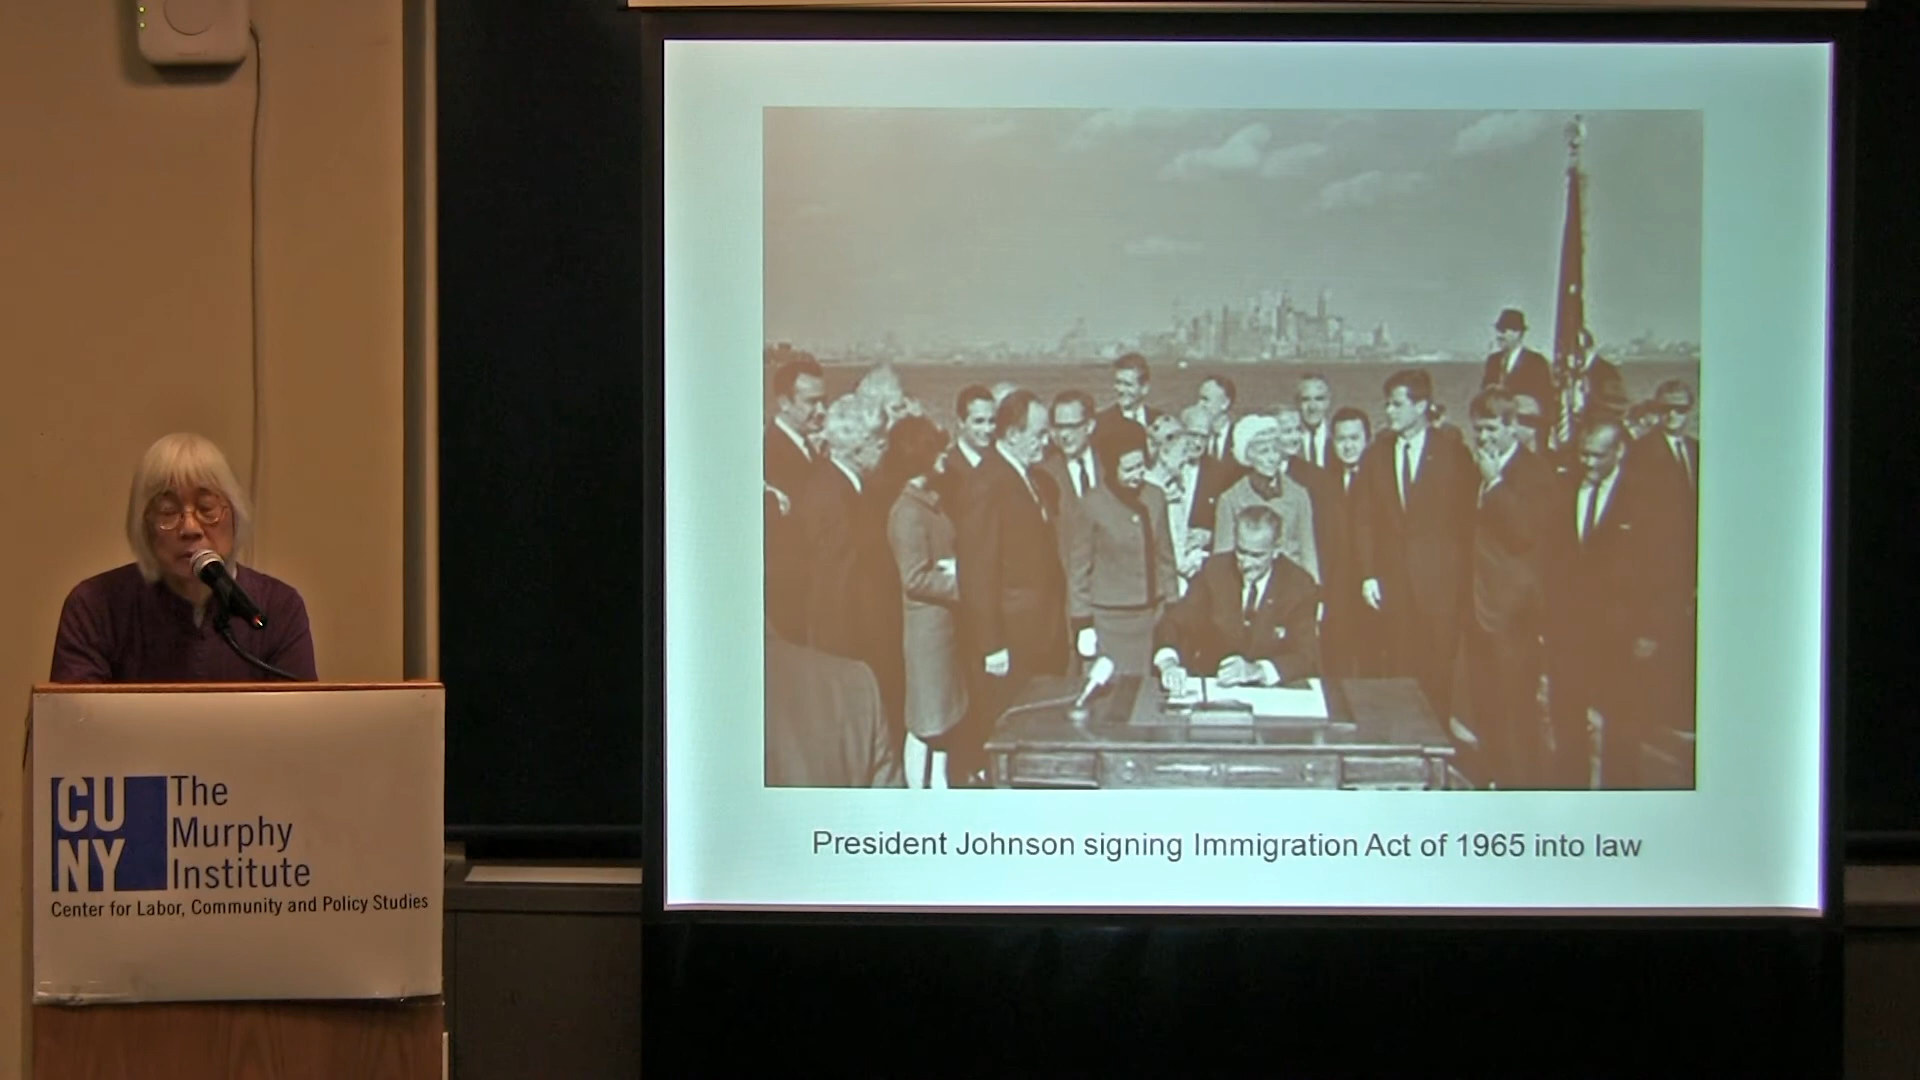 President Johnson signing Immigration Act of 1965 into law
CU
NY
The
Murphy
Institute
Center for Labor, Community and Policy Studies